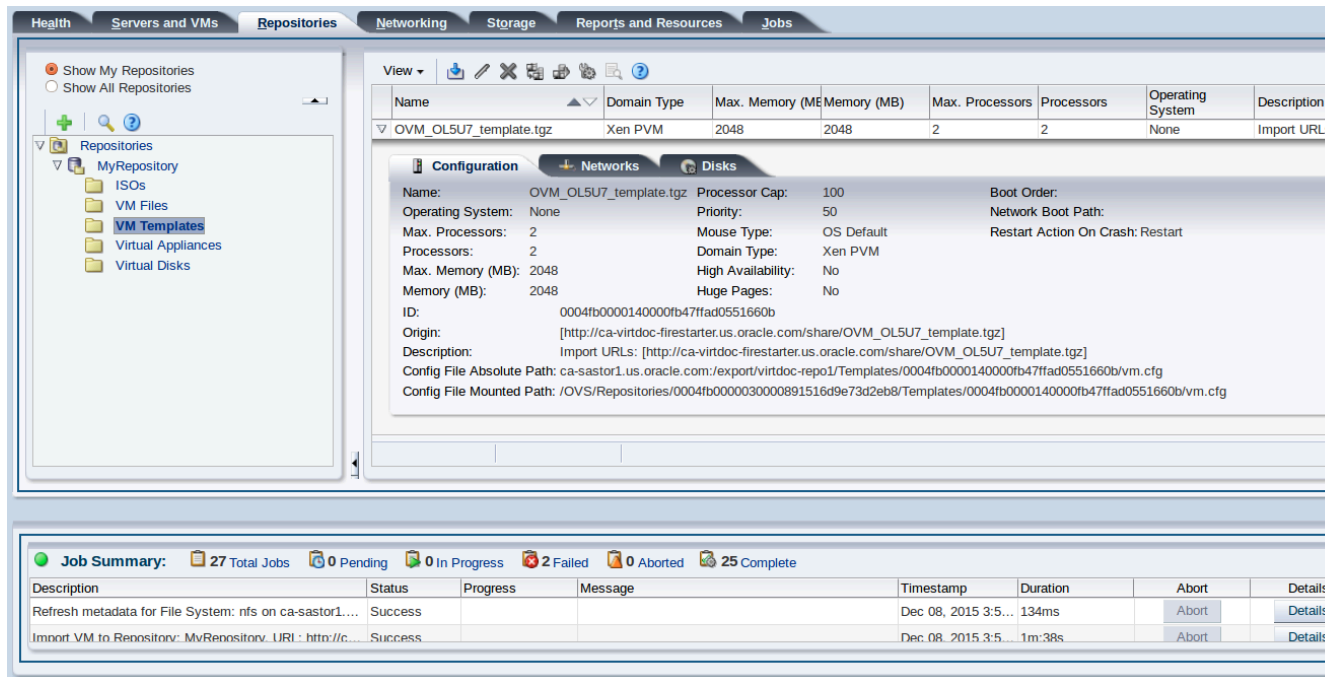 Health Servers and VMs Repositories Networking Storage Reports and Resources Jobs
Show My Repositories
Show All Repositories
Repositories
MyRepository
ISOs
VM Files
VM Templates
Virtual Appliances
Virtual Disks
View
Name Domain Type Max. Memory (ME Memory (MB) Max. Processors Processors Operating System Description
OVM_OL5U7_template.tgz Xen PVM 2048 2048 2 2 None Import URL
Configuration Networks Disks
Name: OVM_OL5U7_template.tgz Processor Cap: 100 Boot Order:
Operating System: None Priority: 50 Network Boot Path:
Max. Processors: 2 Mouse Type: OS Default Restart Action On Crash: Restart
Processors: 2 Domain Type: Xen PVM
Max. Memory (MB): 2048 High Availability: No
Memory (MB): 2048 Huge Pages: No
ID: 0004fb0000140000fb47ffad0551660b
Origin: [http://ca-virtdoc-firestarter.us.oracle.com/share/OVM_OL5U7_template.tgz]
Description: Import URLs: [http://ca-virtdoc-firestarter.us.oracle.com/share/OVM_OL5U7_template.tgz]
Config File Absolute Path: ca-sastor1.us.oracle.com:/export/virtdoc-repo1/Templates/0004fb0000140000fb47ffad0551660b/vm.cfg
Config File Mounted Path: /OVS/Repositories/0004fb0000030000891516d9e73d2eb8/Templates/0004fb0000140000fb47ffad0551660b/vm.cfg
Job Summary: 27 Total Jobs 0 Pending 0 In Progress 2 Failed 0 Aborted 25 Complete
Description Status Progress Message Timestamp Duration Abort Details
Refresh metadata for File System: nfs on ca-sastor1.... Success Dec 08, 2015 3:5... 134ms Abort Details
Import VM to Repository: MyRepository, URL: http://c... Success Dec 08, 2015 3:5... 1m:38s Abort Details